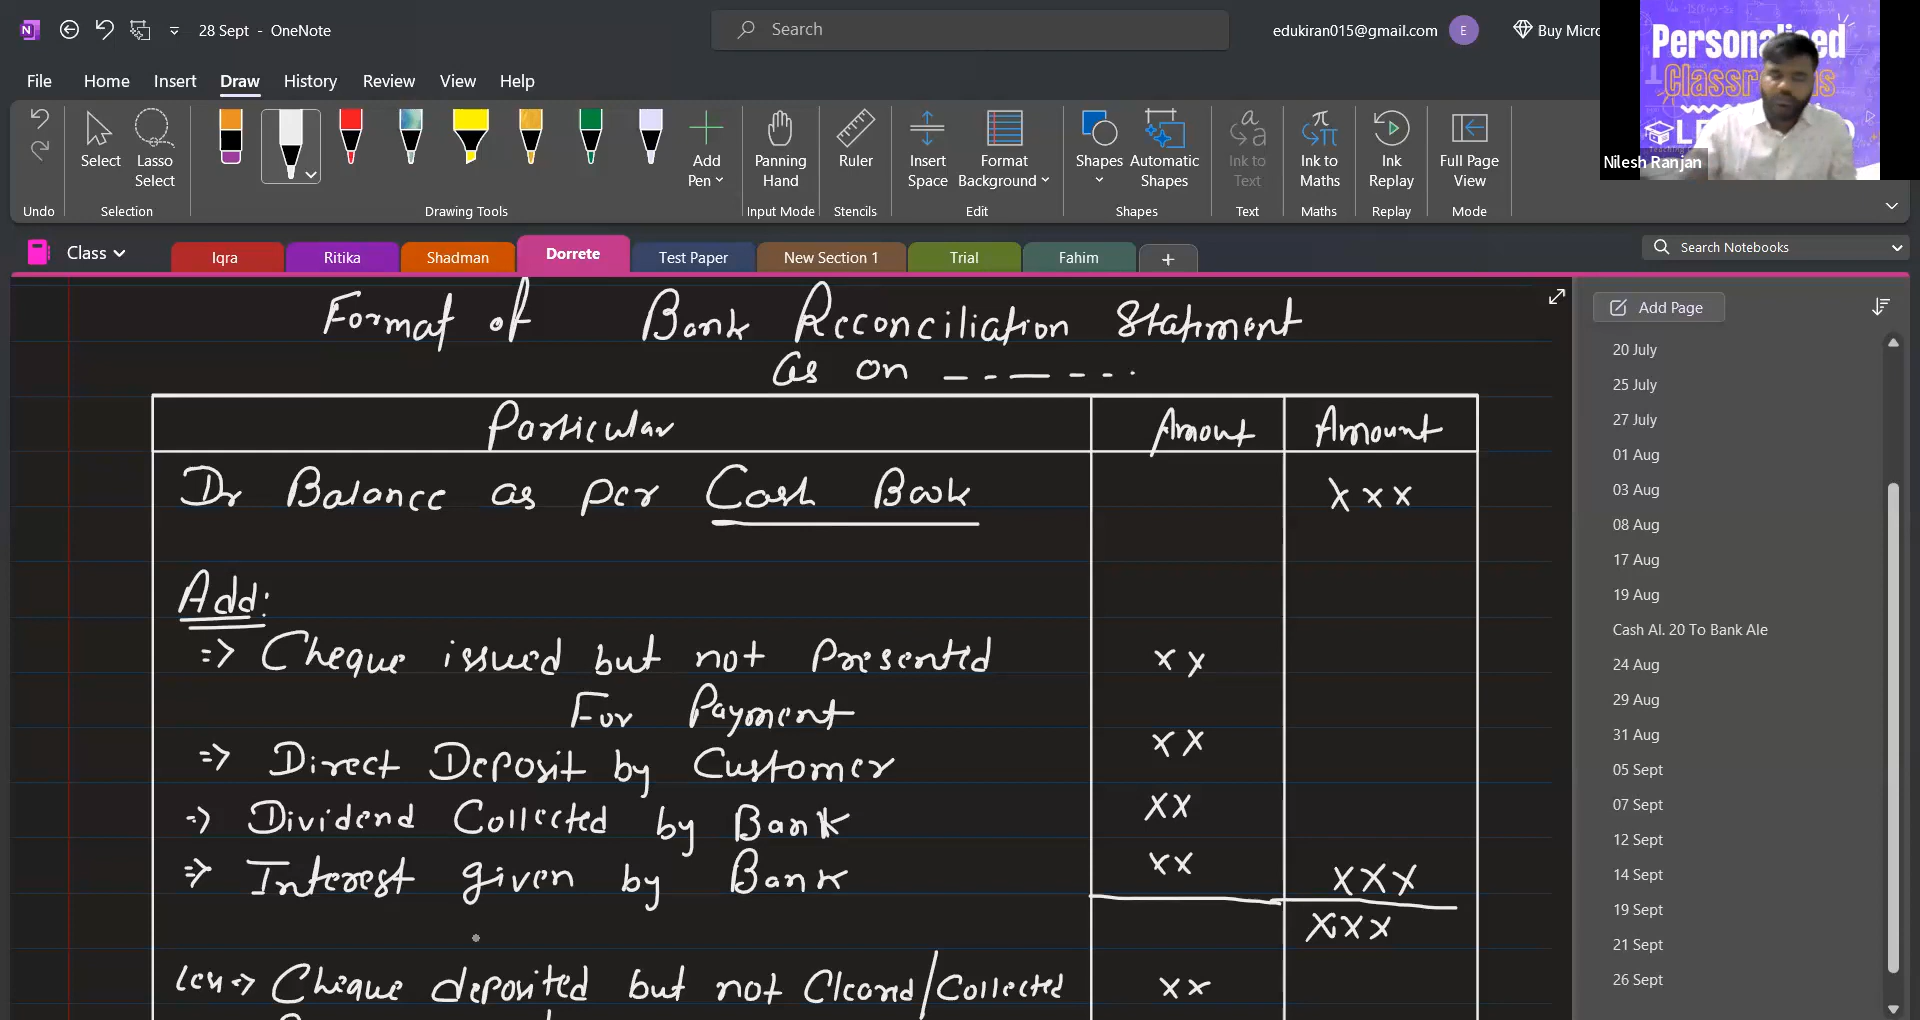 28 Sept - OneNote
Search
edukiran015@gmail.com
E
Buy Micro
File Home Insert Draw History Review View Help
Select
Lasso Select
Add Pen
Panning Hand
Ruler
Insert Space
Format Background
Shapes
Automatic Shapes
Ink to Text
Ink to Maths
Ink Replay
Full Page View
Undo Selection Drawing Tools Input Mode Stencils Edit Shapes Text Maths Replay Mode
Personalised
Classrooms
Nilesh Ranjan
Class Iqra Ritika Shadman Dorrete Test Paper New Section 1 Trial Fahim +
Search Notebooks
Add Page
20 July
25 July
27 July
01 Aug
03 Aug
08 Aug
17 Aug
19 Aug
Cash Al. 20 To Bank Ale
24 Aug
29 Aug
31 Aug
05 Sept
07 Sept
12 Sept
14 Sept
19 Sept
21 Sept
26 Sept
Format of Bank Reconciliation Statement
as on _ - — - - - .
Particular Amout Amount
Dr Balance as per Cash Book xxx
Add:
=> Cheque issued but not Presented xx
For Payment
=> Direct Deposit by Customer xx
=> Dividend Collected by Bank xx
=> Interest given by Bank xx xxx
xxx
=> Cheque deposited but not Cleared/Collected xx